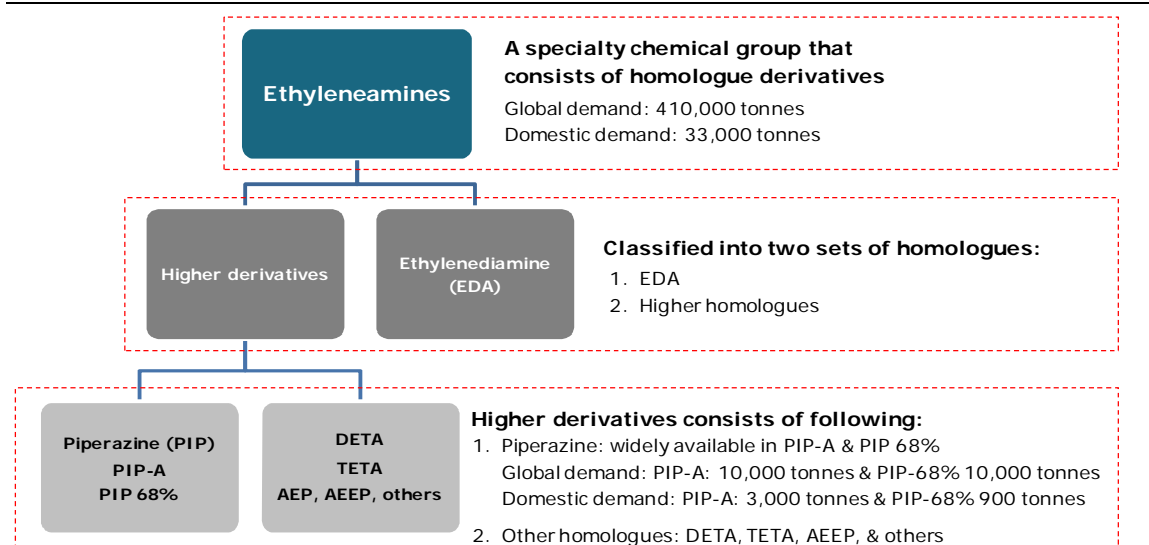 Ethyleneamines
A specialty chemical group that
consists of homologue derivatives
Global demand: 410,000 tonnes
Domestic demand: 33,000 tonnes
Higher derivatives
Ethylenediamine
(EDA)
Classified into two sets of homologues:
1. EDA
2. Higher homologues
Piperazine (PIP)
PIP-A
PIP 68%
DETA
TETA
AEP, AEEP, others
Higher derivatives consists of following:
1. Piperazine: widely available in PIP-A & PIP 68%
Global demand: PIP-A: 10,000 tonnes & PIP-68% 10,000 tonnes
Domestic demand: PIP-A: 3,000 tonnes & PIP-68% 900 tonnes
2. Other homologues: DETA, TETA, AEEP, & others